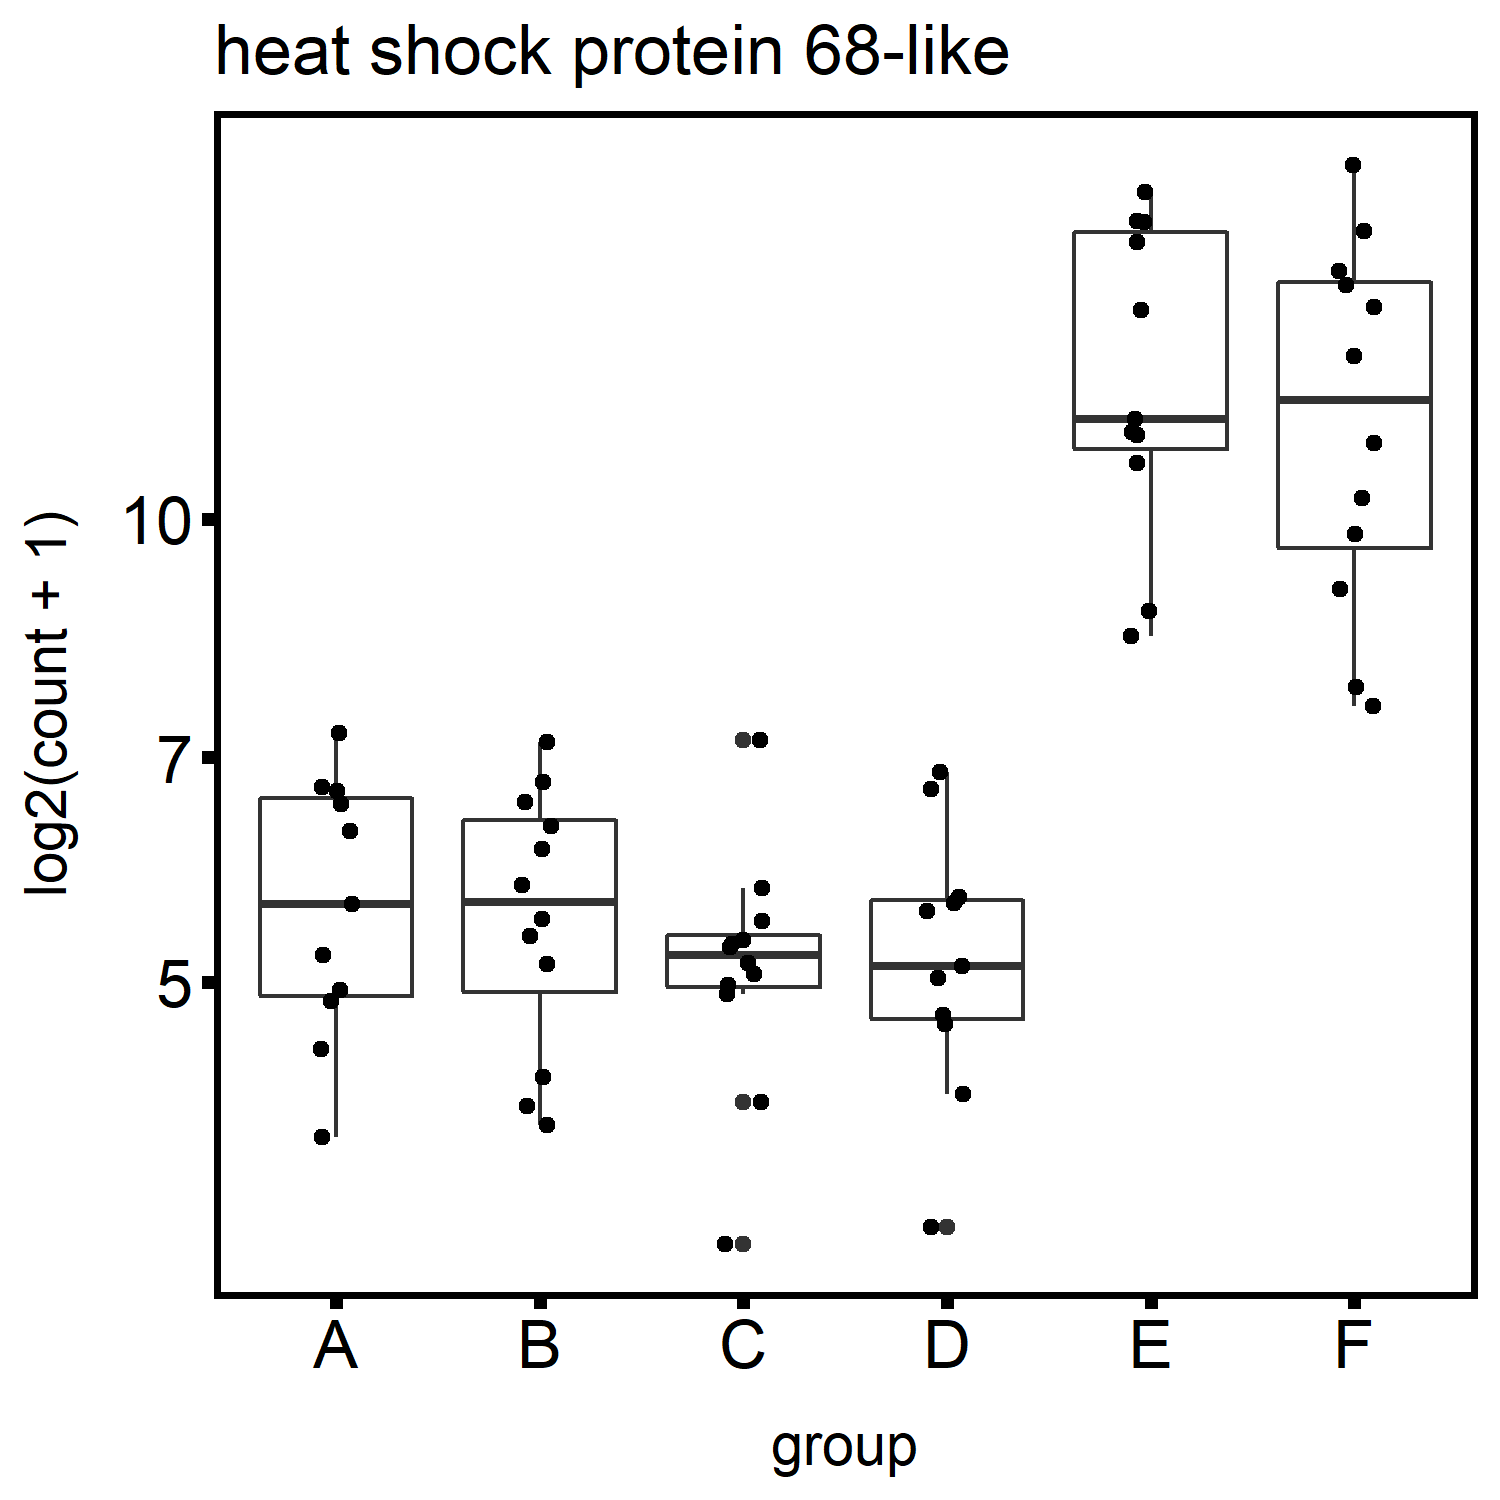 heat shock protein 68-like
log2(count + 1)
10
7
5
A B C D E F
group